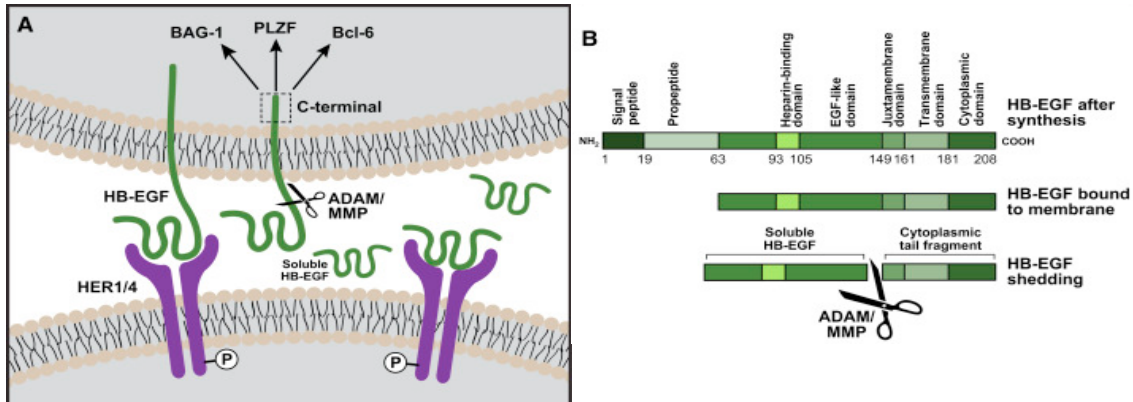 A
BAG-1
PLZF
Bcl-6
C-terminal
HB-EGF
ADAM/
MMP
Soluble
HB-EGF
HER1/4
P
P
B
Signal
peptide
Propeptide
Heparin-binding
domain
EGF-like
domain
Juxtamembrane
domain
Transmembrane
domain
Cytoplasmic
domain
HB-EGF after
synthesis
NH2
COOH
1 19 63 93 105 149 161 181 208
HB-EGF bound
to membrane
Soluble
HB-EGF
Cytoplasmic
tail fragment
HB-EGF
shedding
ADAM/
MMP